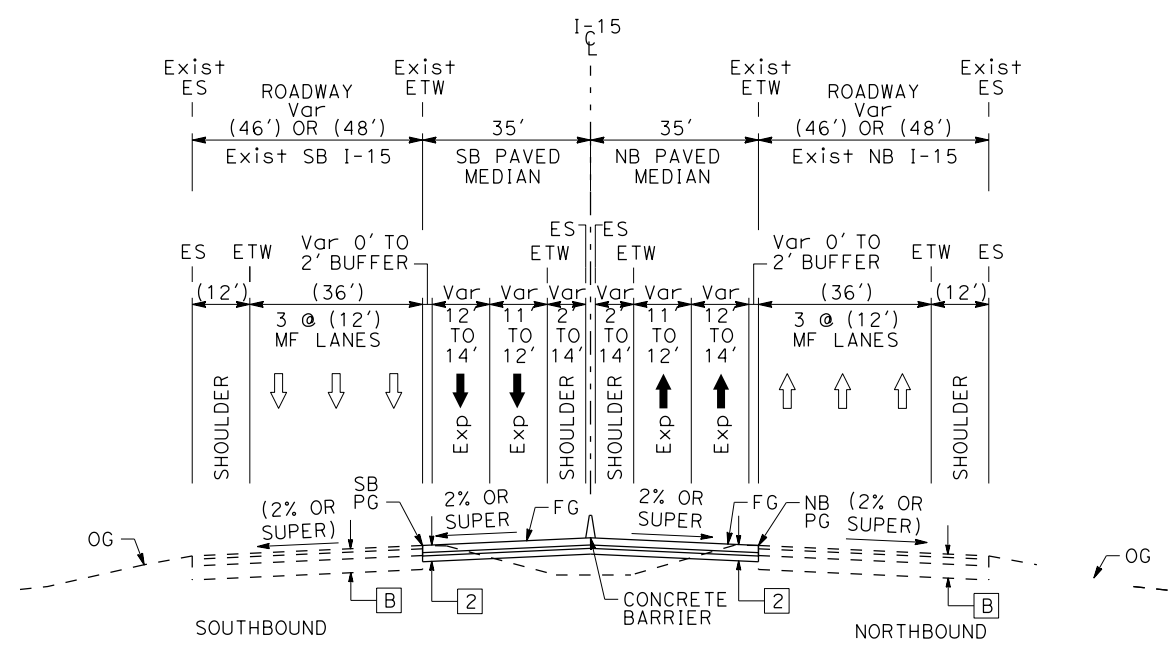 I-15
℄
Exist
ES
ROADWAY
Var
(46') OR (48')
Exist SB I-15
Exist
ETW
35'
SB PAVED
MEDIAN
35'
NB PAVED
MEDIAN
Exist
ETW
ROADWAY
Var
(46') OR (48')
Exist NB I-15
Exist
ES
ES
ETW
Var 0' TO
2' BUFFER
ES
ES
ETW
ETW
Var 0' TO
2' BUFFER
ETW
ES
(12')
SHOULDER
(36')
3 @ (12')
MF LANES
Var
12'
TO
14'
Exp
Var
11'
TO
12'
Exp
Var
2'
TO
14'
SHOULDER
Var
2'
TO
14'
SHOULDER
Var
11'
TO
12'
Exp
Var
12'
TO
14'
Exp
(36')
3 @ (12')
MF LANES
(12')
SHOULDER
OG
(2% OR
SUPER)
SB
PG
2% OR
SUPER
FG
2% OR
SUPER
FG
NB
PG
(2% OR
SUPER)
OG
B
2
CONCRETE
BARRIER
2
B
SOUTHBOUND
NORTHBOUND